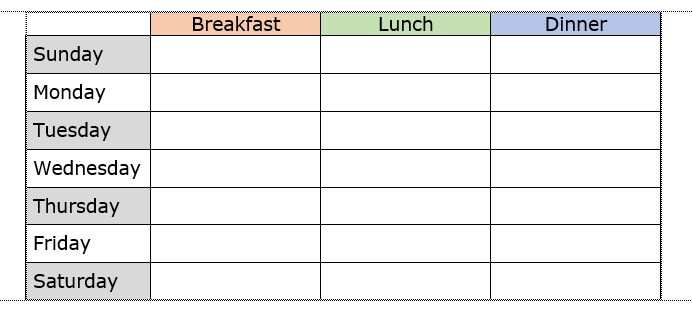 Breakfast Lunch Dinner
Sunday
Monday
Tuesday
Wednesday
Thursday
Friday
Saturday